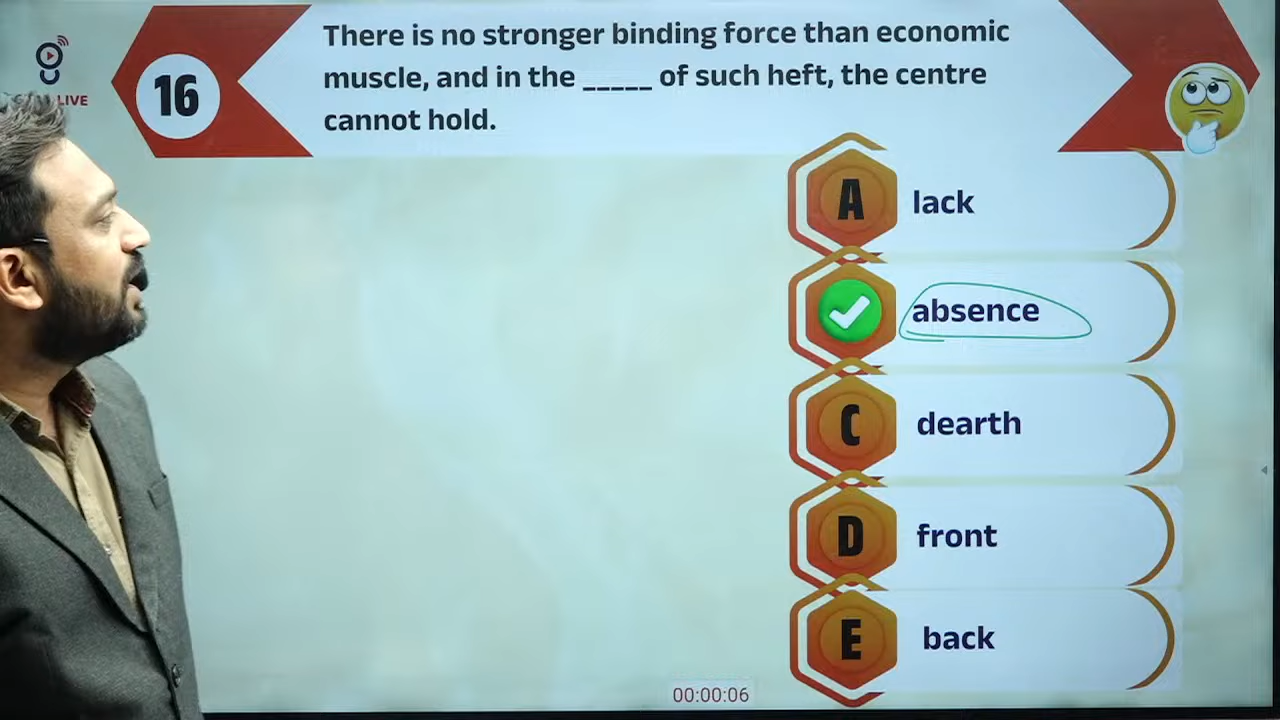 LIVE
16
There is no stronger binding force than economic
muscle, and in the _____ of such heft, the centre
cannot hold.
A lack
absence
C dearth
D front
E back
00:00:06